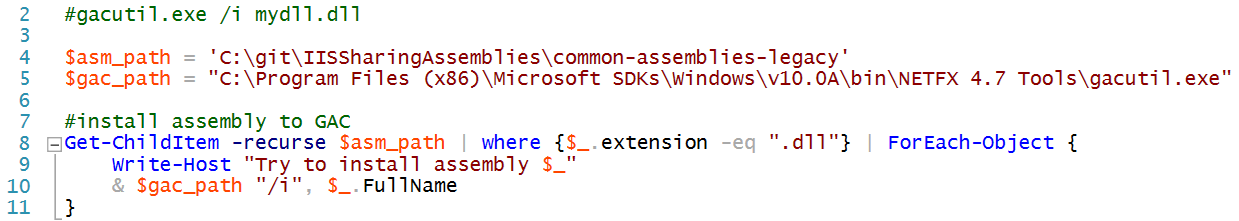 2 #gacutil.exe /i mydll.dll
3
4 $asm_path = 'C:\git\IISSharingAssemblies\common-assemblies-legacy'
5 $gac_path = "C:\Program Files (x86)\Microsoft SDKs\Windows\v10.0A\bin\NETFX 4.7 Tools\gacutil.exe"
6
7 #install assembly to GAC
8 Get-ChildItem -recurse $asm_path | where {$_.extension -eq ".dll"} | ForEach-Object {
9 Write-Host "Try to install assembly $_"
10 & $gac_path "/i", $_.FullName
11 }